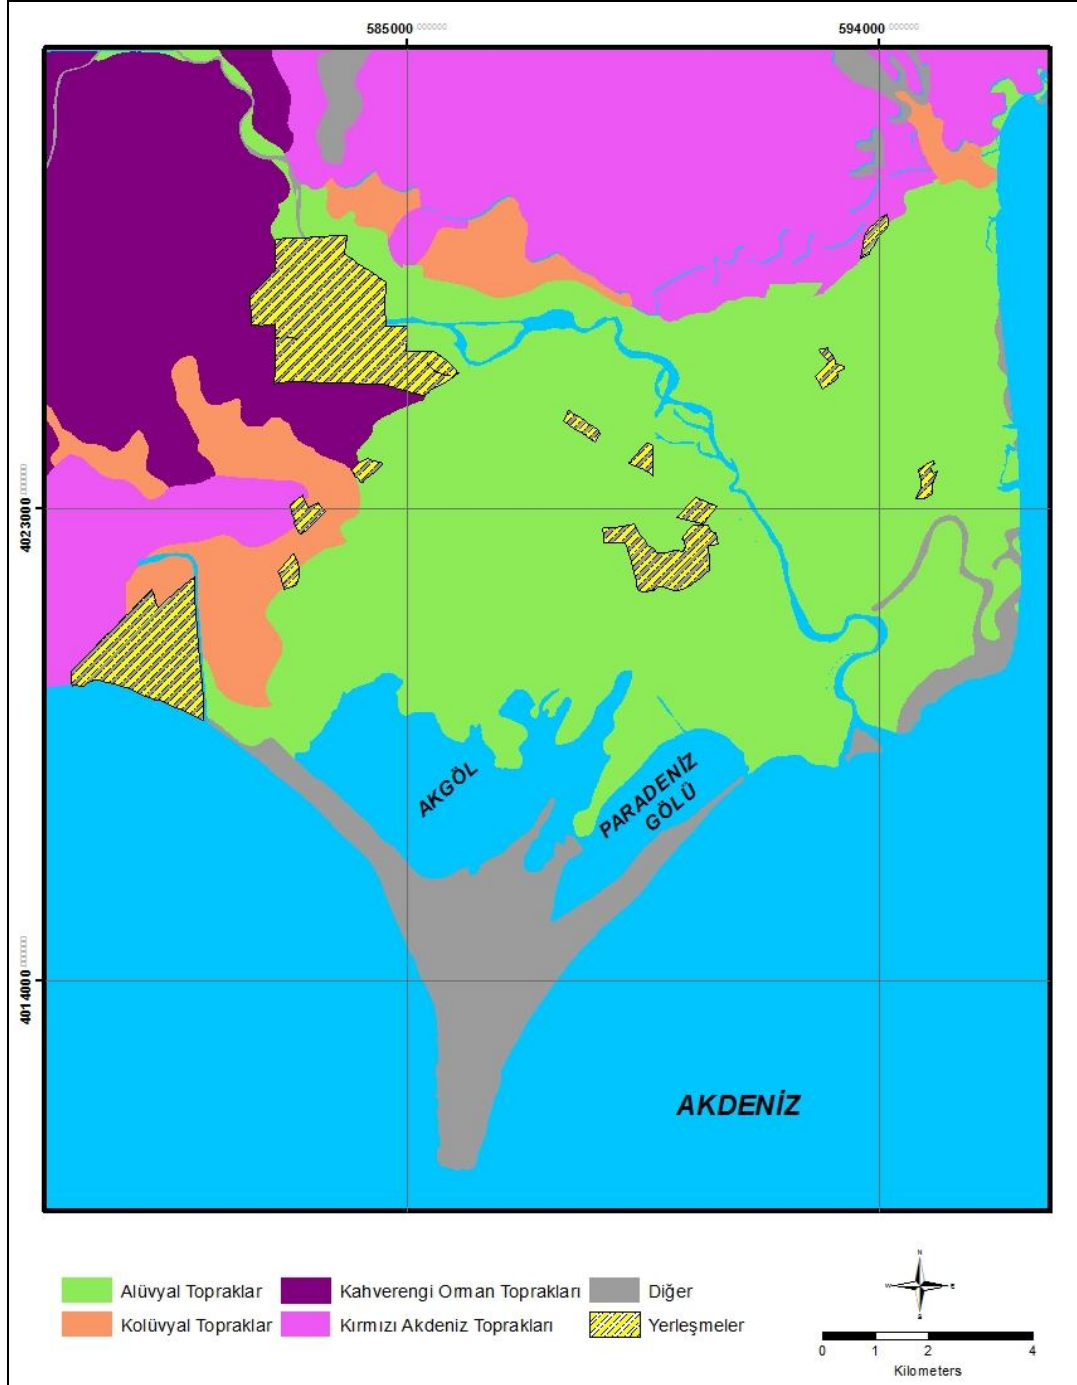 585000
594000
4023000
4014000
AKGÖL
PARADENİZ
GÖLÜ
AKDENİZ
Alüvyal Topraklar
Kahverengi Orman Toprakları
Diğer
Kolüvyal Topraklar
Kırmızı Akdeniz Toprakları
Yerleşmeler
N
W
E
S
0 1 2 4
Kilometers